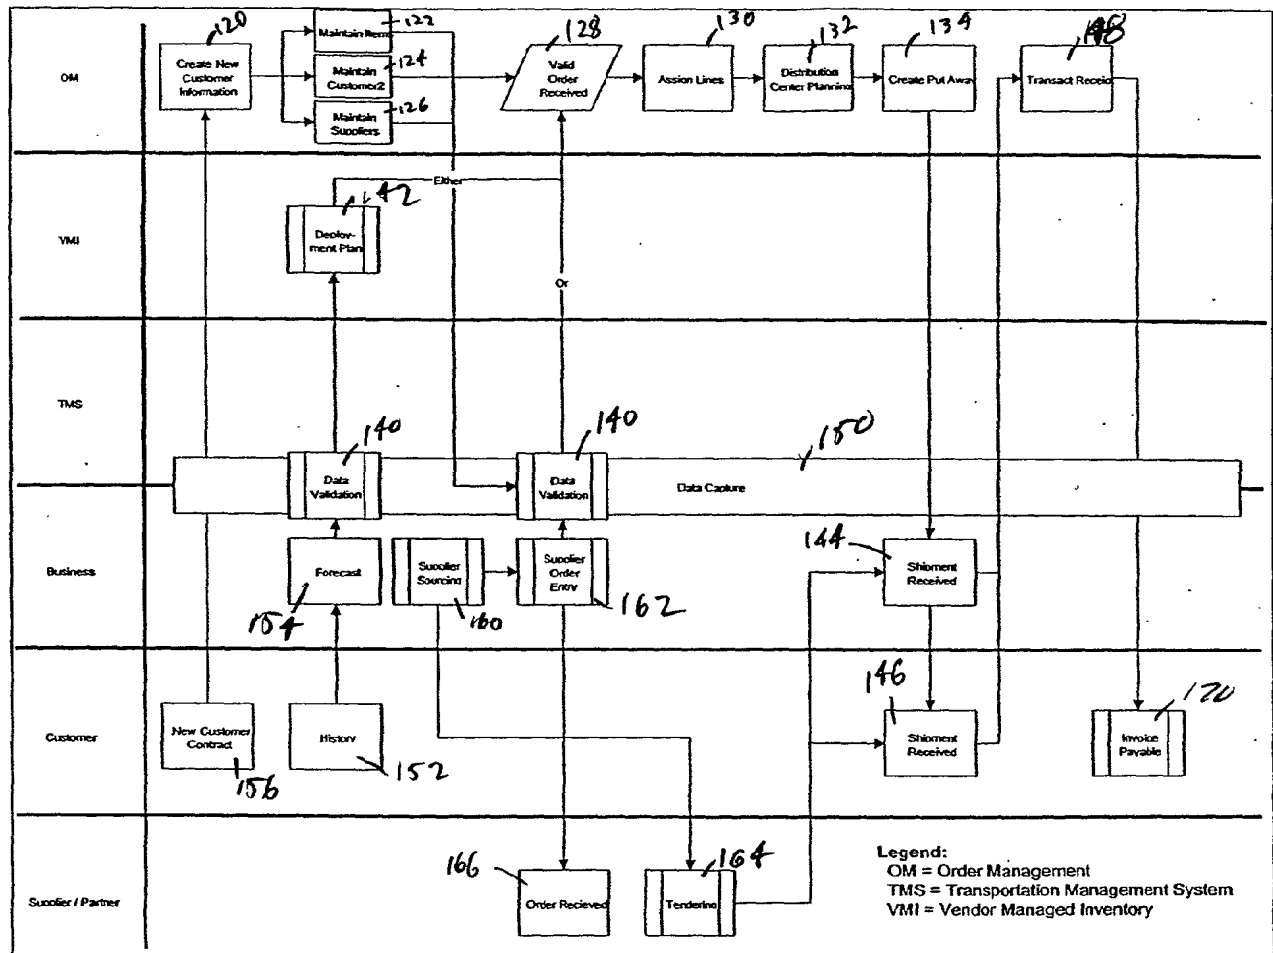 120
122
128
130
132
134
148
OM
Create New
Customer
Information
Maintain Item
Maintain
Customer2
124
Maintain
Suppliers
126
Valid
Order
Received
Assign Lines
Distribution
Center Planning
Create Put Away
Transact Receip
Either
142
VMI
Deploy-
ment Plan
Or
TMS
140
140
150
Data
Validation
Data
Validation
Data Capture
144
Business
Forecast
Supplier
Sourcing
Supplier
Order
Entry
Shipment
Received
154
160
162
146
170
Customer
New Customer
Contract
History
Shipment
Received
Invoice
Payable
156
152
166
164
Supplier / Partner
Order Recieved
Tendering
Legend:
OM = Order Management
TMS = Transportation Management System
VMI = Vendor Managed Inventory